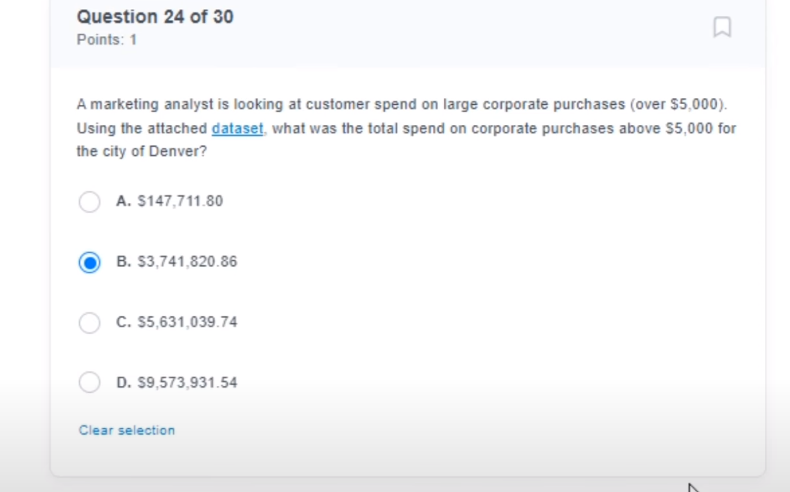 Question 24 of 30
Points: 1
A marketing analyst is looking at customer spend on large corporate purchases (over $5,000).
Using the attached dataset, what was the total spend on corporate purchases above $5,000 for
the city of Denver?
A. $147,711.80
B. $3,741,820.86
C. $5,631,039.74
D. $9,573,931.54
Clear selection